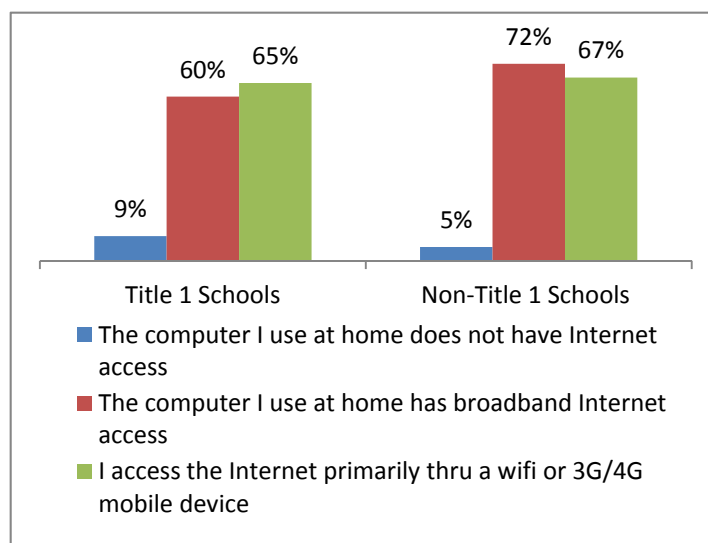 72%
65%
67%
60%
9%
5%
Title 1 Schools
Non-Title 1 Schools
The computer I use at home does not have Internet
access
The computer I use at home has broadband Internet
access
I access the Internet primarily thru a wifi or 3G/4G
mobile device